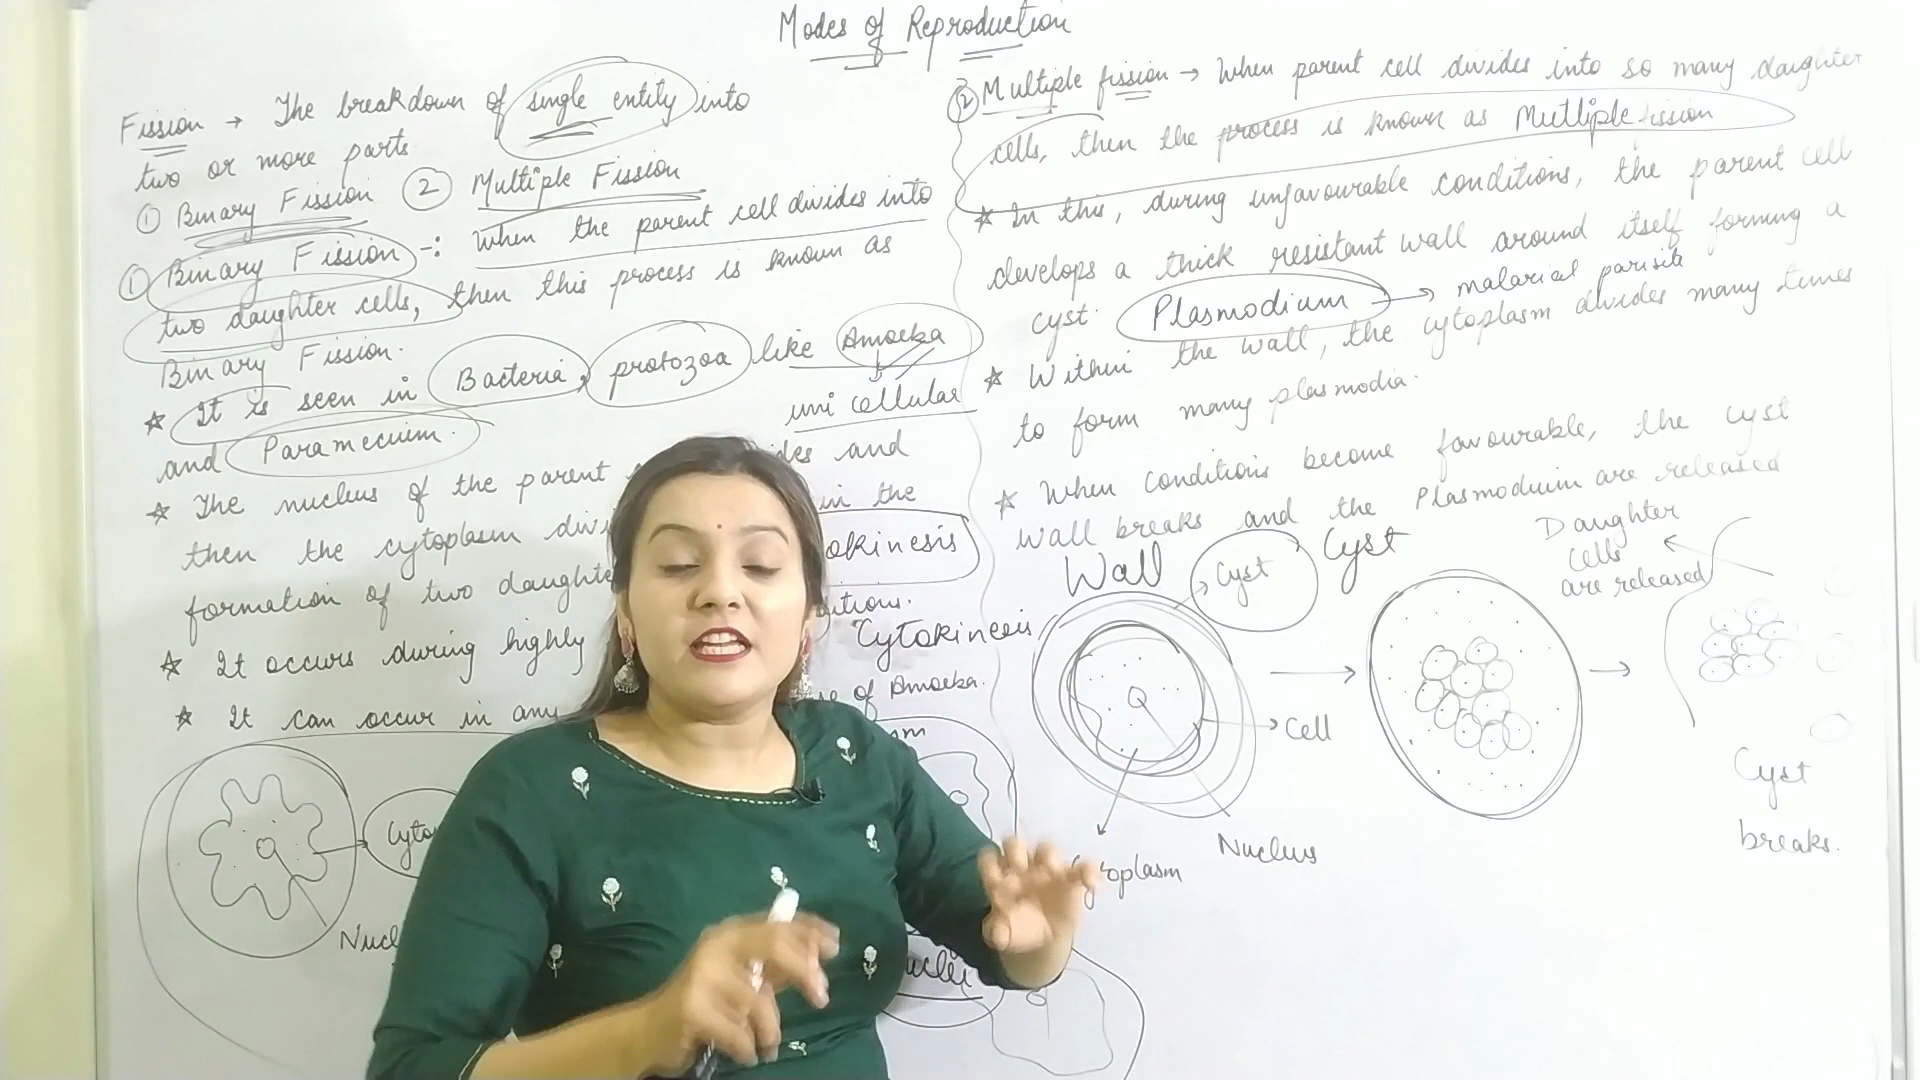 Modes of Reproduction
Fission → The breakdown of single entity into
two or more parts
① Binary Fission ② Multiple Fission
① Binary Fission -: When the parent cell divides into
two daughter cells, then this process is known as
Binary Fission.
☆ It is seen in Bacteria, protozoa like Amoeba
uni cellular
and Paramecium.
☆ The nucleus of the parent and
then the cytoplasm in the
formation of two
☆ It occurs during highly
Cytokinesis
☆ It can occur in any of Amoeba.
② Multiple fission → When parent cell divides into so many daughter
cells, then the process is known as Multliple fission
☆ In this, during unfavourable conditions, the parent cell
develops a thick resistant wall around itself forming a
cyst. Plasmodium → malarial parisite
☆ Within the wall, the cytoplasm divides many times
to form many plasmodia.
☆ When conditions become favourable, the cyst
wall breaks and the Plasmodium are released
Wall Cyst Cyst
Daughter
cells
are released
Cell
Nucleus
Cyst
breaks.